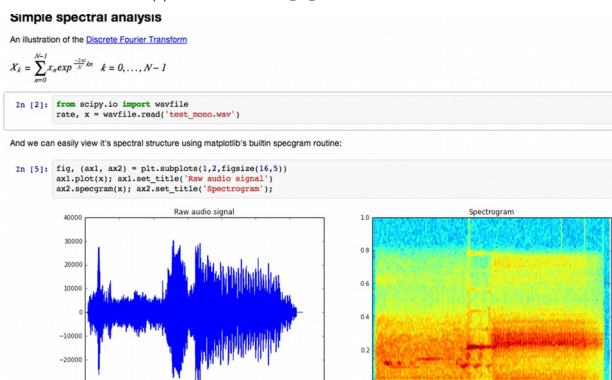 Simple spectral analysis
An illustration of the Discrete Fourier Transform
X_k = \sum_{n=0}^{N-1} x_n exp^{\frac{-2\pi i}{N} kn} k = 0, . . . , N - 1
In [2]: from scipy.io import wavfile
rate, x = wavfile.read('test_mono.wav')
And we can easily view it's spectral structure using matplotlib's builtin specgram routine:
In [5]: fig, (ax1, ax2) = plt.subplots(1,2,figsize(16,5))
ax1.plot(x); ax1.set_title('Raw audio signal')
ax2.specgram(x); ax2.set_title('Spectrogram');
Raw audio signal
40000
30000
20000
10000
0
−10000
−20000
Spectrogram
1.0
0.8
0.6
0.4
0.2